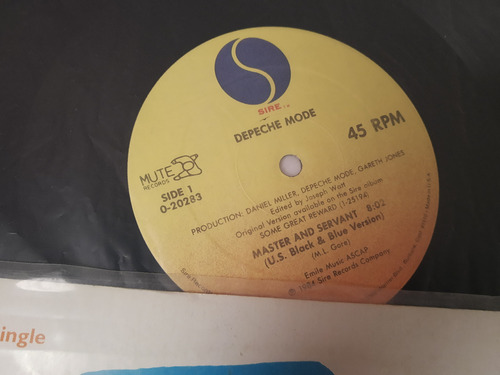 SIRE
DEPECHE MODE
45 RPM
MUTE
RECORDS
SIDE 1
0-20283
PRODUCTION: DANIEL MILLER, DEPECHE MODE, GARETH JONES
Edited by Joseph Watt
Original Version available on the Sire album
SOME GREAT REWARD (1-25194)
MASTER AND SERVANT 8:02
(U.S. Black & Blue Version)
(M.L. Gore)
Emile Music ASCAP
Sire Records Company
ingle